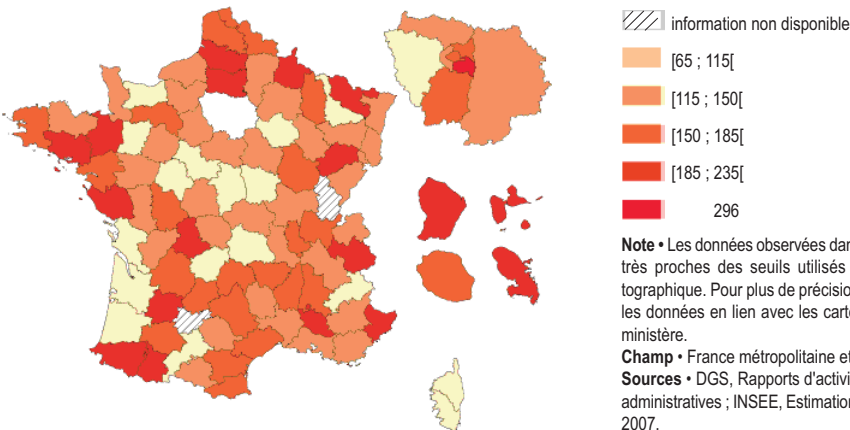 information non disponible
[65 ; 115[
[115 ; 150[
[150 ; 185[
[185 ; 235[
296
Note • Les données observées dan
très proches des seuils utilisés
tographique. Pour plus de précision
les données en lien avec les carte
ministère.
Champ • France métropolitaine et
Sources • DGS, Rapports d'activi
administratives ; INSEE, Estimation
2007.